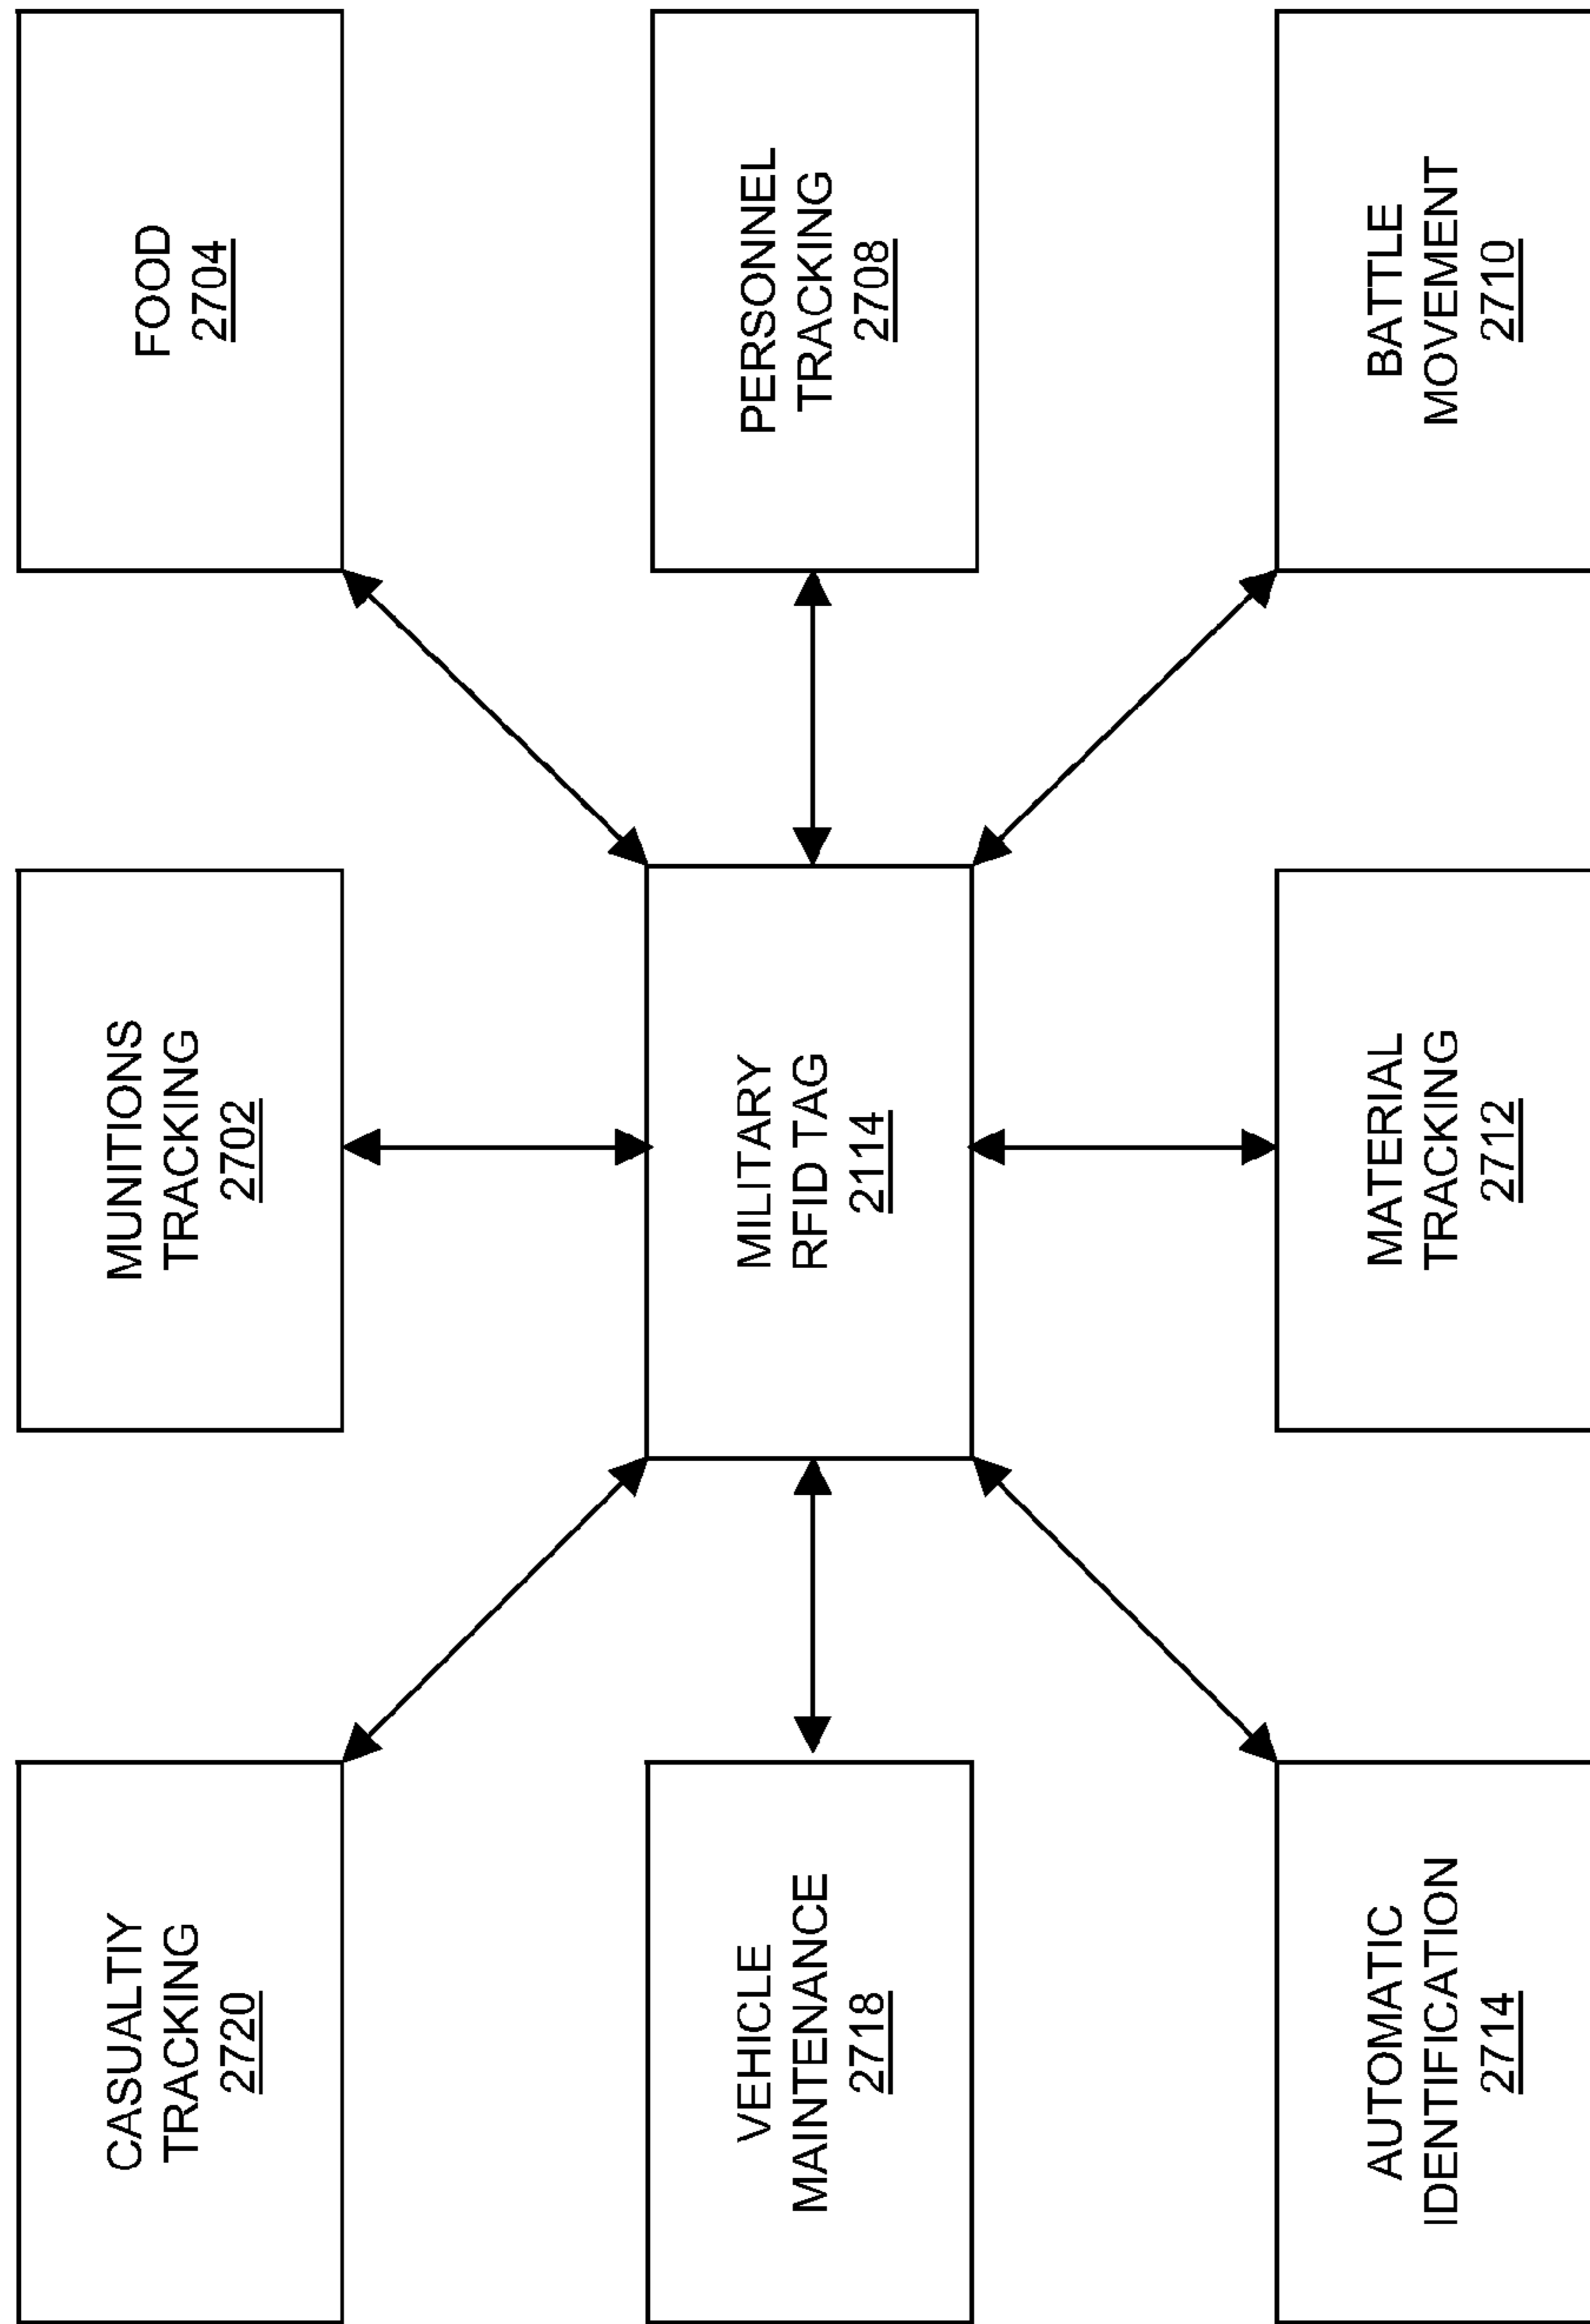 CASUALTIY
TRACKING
2720
MUNITIONS
TRACKING
2702
FOOD
2704
VEHICLE
MAINTENANCE
2718
MILITARY
RFID TAG
2114
PERSONNEL
TRACKING
2708
AUTOMATIC
IDENTIFICATION
2714
MATERIAL
TRACKING
2712
BATTLE
MOVEMENT
2710